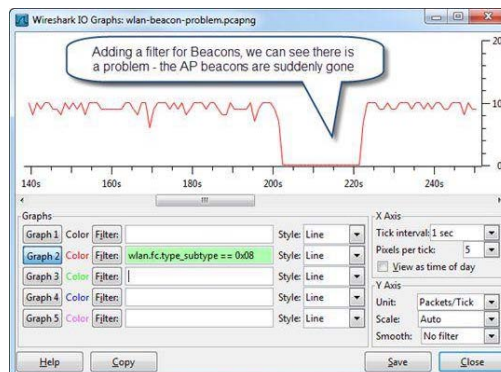 Wireshark IO Graphs: wlan-beacon-problem.pcapng
Adding a filter for Beacons, we can see there is
a problem - the AP beacons are suddenly gone
20
10
0
140s 160s 180s 200s 220s 240s
Graphs
Graph 1 Color Filter: Style: Line
Graph 2 Color Filter: wlan.fc.type_subtype == 0x08 Style: Line
Graph 3 Color Filter: Style: Line
Graph 4 Color Filter: Style: Line
Graph 5 Color Filter: Style: Line
X Axis
Tick interval: 1 sec
Pixels per tick: 5
View as time of day
Y Axis
Unit: Packets/Tick
Scale: Auto
Smooth: No filter
Help Copy Save Close